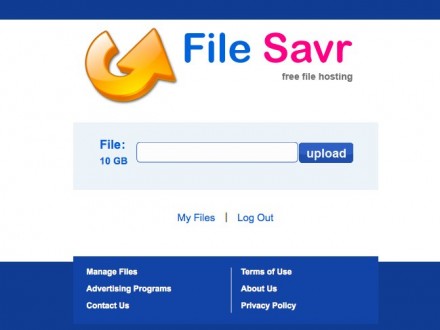 File Savr
free file hosting
File:
10 GB
upload
My Files | Log Out
Manage Files
Terms of Use
Advertising Programs
About Us
Contact Us
Privacy Policy